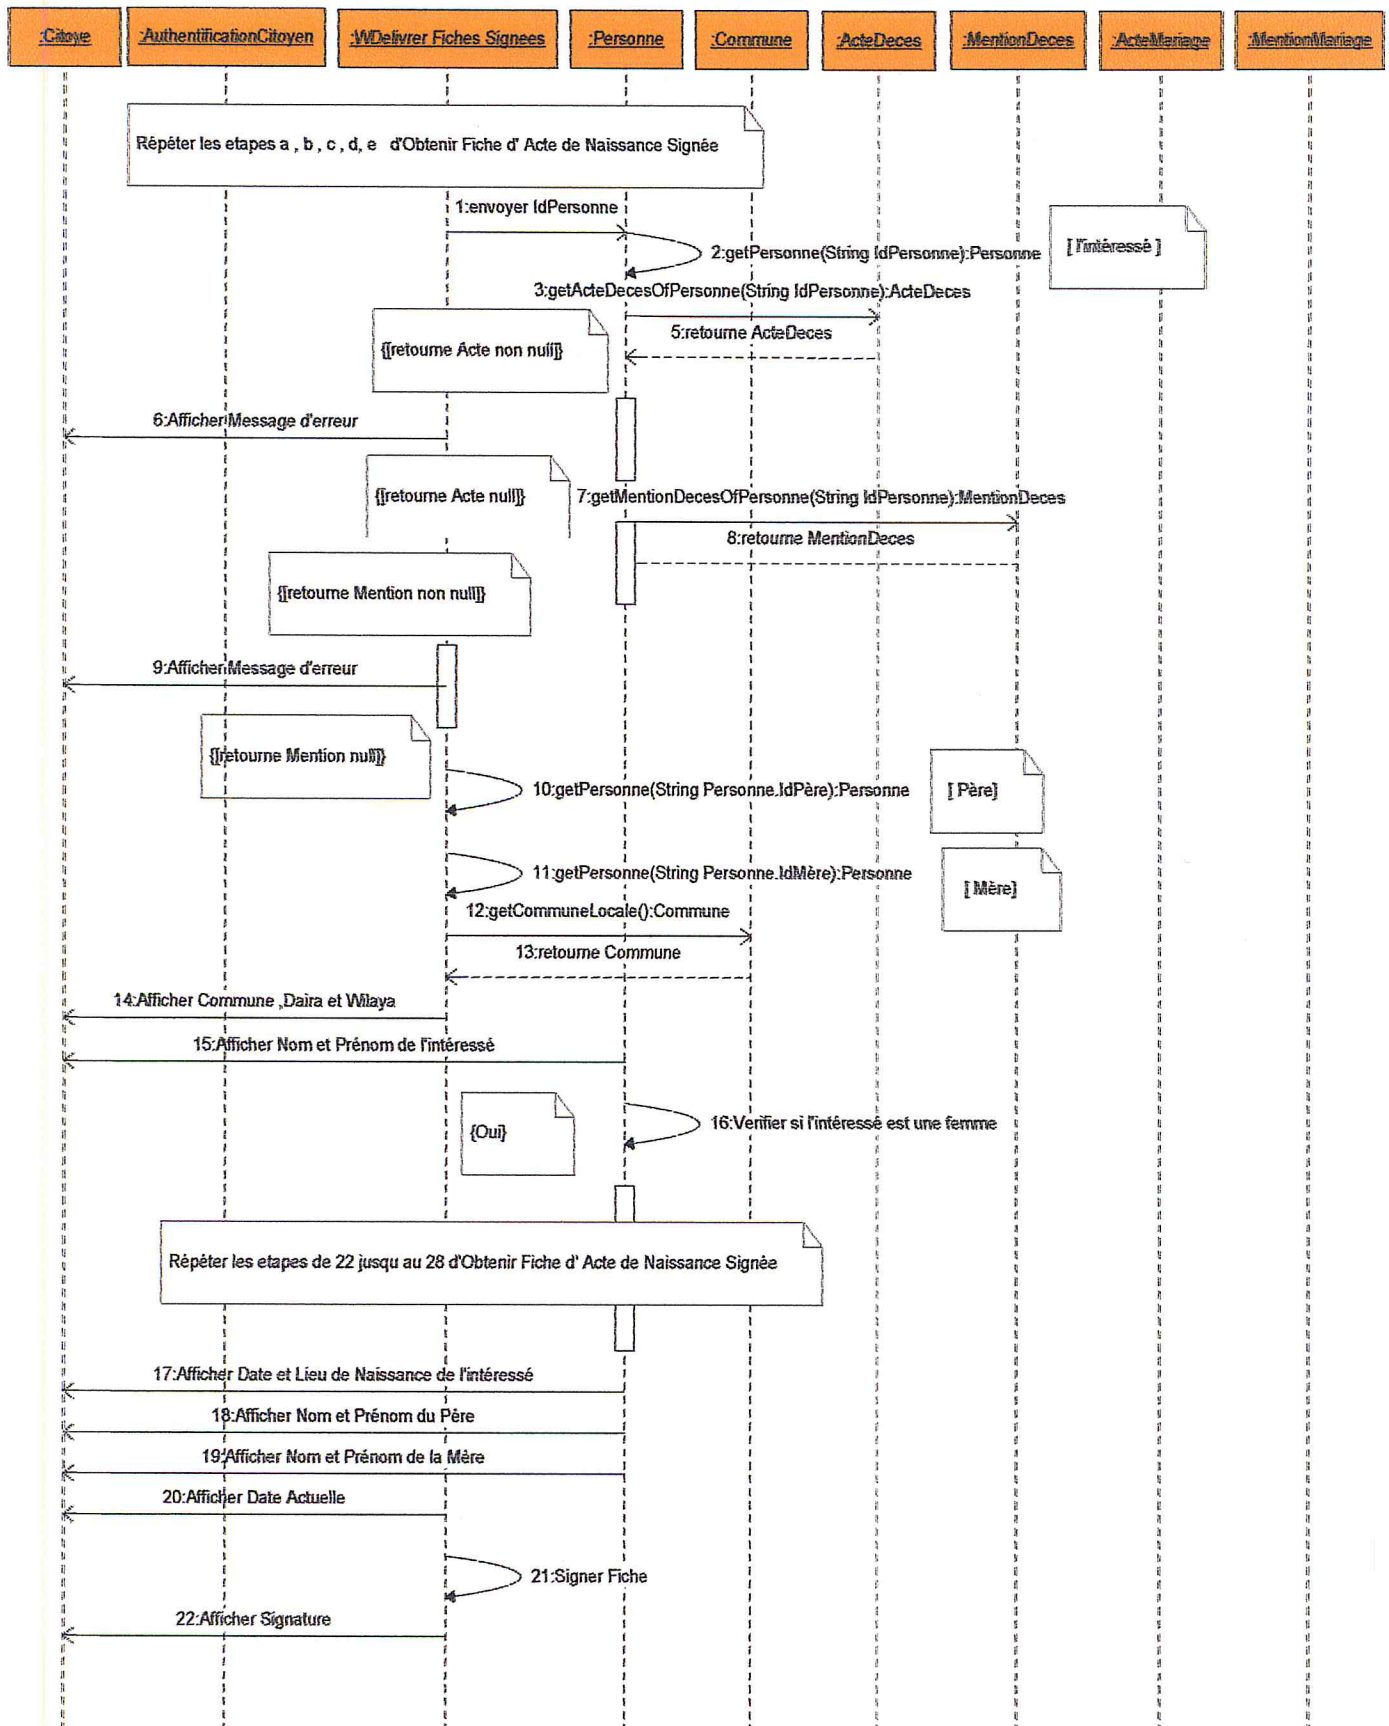 :Citoye
:AuthentificationCitoyen
:WDelivrer Fiches Signees
:Personne
:Commune
:ActeDeces
:MentionDeces
:ActeMariage
:MentionMariage
Répéter les etapes a , b , c , d, e d'Obtenir Fiche d' Acte de Naissance Signée
1:envoyer IdPersonne
2:getPersonne(String IdPersonne):Personne
[ l'intéressé ]
3:getActeDecesOfPersonne(String IdPersonne):ActeDeces
5:retourne ActeDeces
{[retourne Acte non null]}
6:Afficher Message d'erreur
{[retourne Acte null]}
7:getMentionDecesOfPersonne(String IdPersonne):MentionDeces
8:retourne MentionDeces
{[retourne Mention non null]}
9:Afficher Message d'erreur
{[retourne Mention null]}
10:getPersonne(String Personne.IdPère):Personne
[ Père]
11:getPersonne(String Personne.IdMère):Personne
[ Mère]
12:getCommuneLocale():Commune
13:retourne Commune
14:Afficher Commune ,Daira et Wilaya
15:Afficher Nom et Prénom de l'intéressé
{Oui}
16:Verifier si l'intéressé est une femme
Répéter les etapes de 22 jusqu au 28 d'Obtenir Fiche d' Acte de Naissance Signée
17:Afficher Date et Lieu de Naissance de l'intéressé
18:Afficher Nom et Prénom du Père
19:Afficher Nom et Prénom de la Mère
20:Afficher Date Actuelle
21:Signer Fiche
22:Afficher Signature